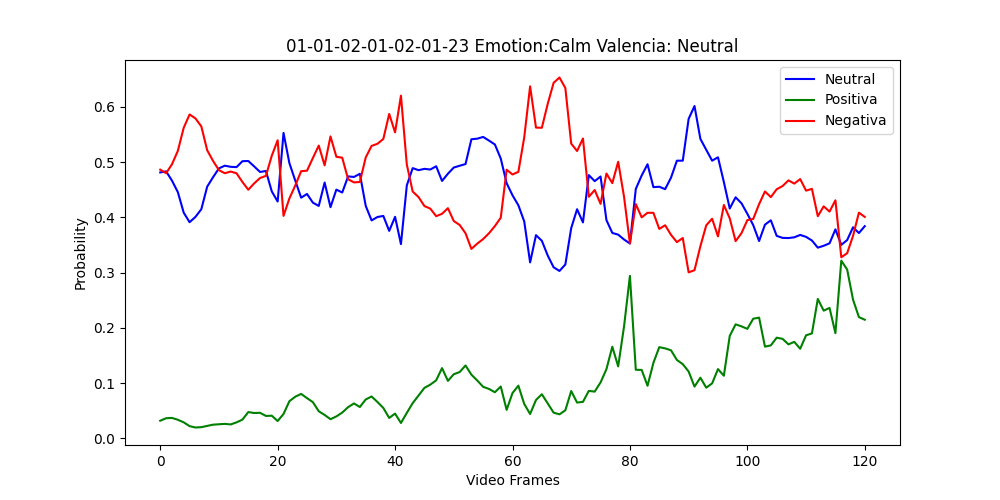 01-01-02-01-02-01-23 Emotion:Calm Valencia: Neutral
Neutral
Positiva
Negativa
0.6
0.5
0.4
0.3
0.2
0.1
0.0
Probability
0 20 40 60 80 100 120
Video Frames